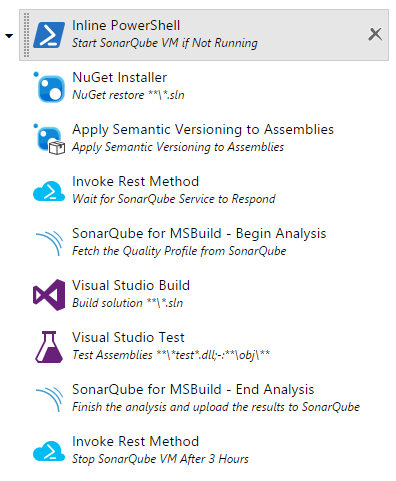 Inline PowerShell
Start SonarQube VM if Not Running
NuGet Installer
NuGet restore **\*.sln
Apply Semantic Versioning to Assemblies
Apply Semantic Versioning to Assemblies
Invoke Rest Method
Wait for SonarQube Service to Respond
SonarQube for MSBuild - Begin Analysis
Fetch the Quality Profile from SonarQube
Visual Studio Build
Build solution **\*.sln
Visual Studio Test
Test Assemblies **\*test*.dll;-:**\obj\**
SonarQube for MSBuild - End Analysis
Finish the analysis and upload the results to SonarQube
Invoke Rest Method
Stop SonarQube VM After 3 Hours